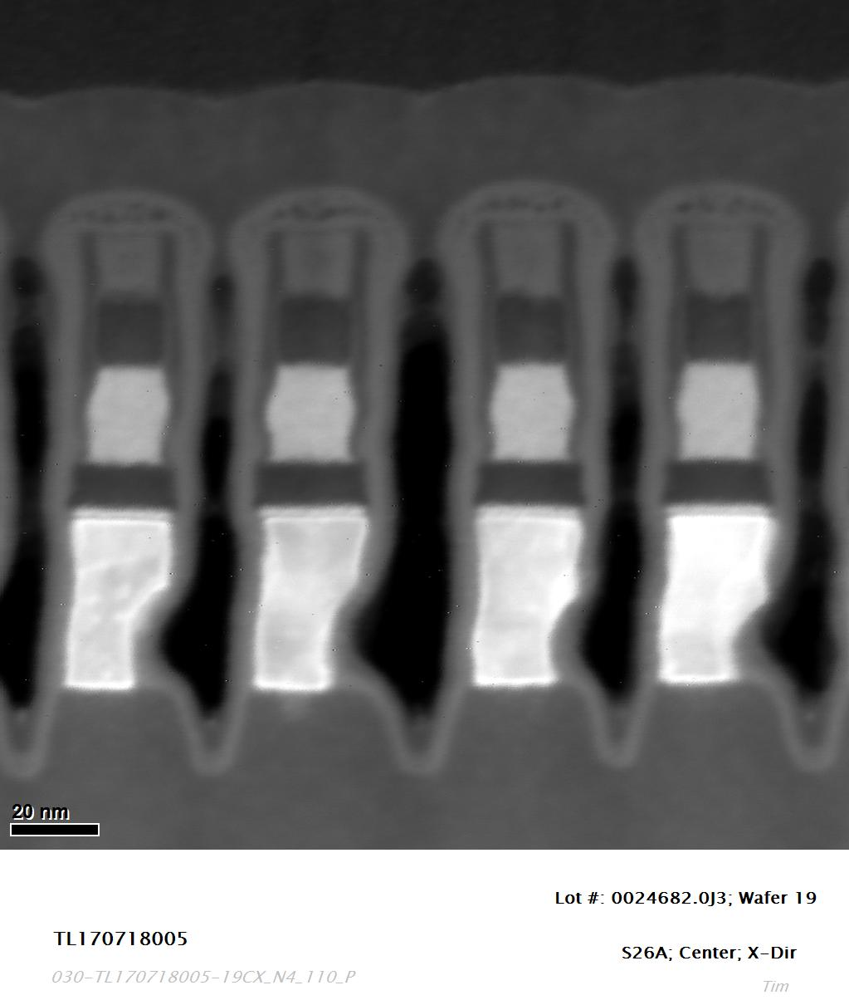 20 nm
Lot #: 0024682.0J3; Wafer 19
TL170718005
S26A; Center; X-Dir
030-TL170718005-19CX_N4_110_P
Tim